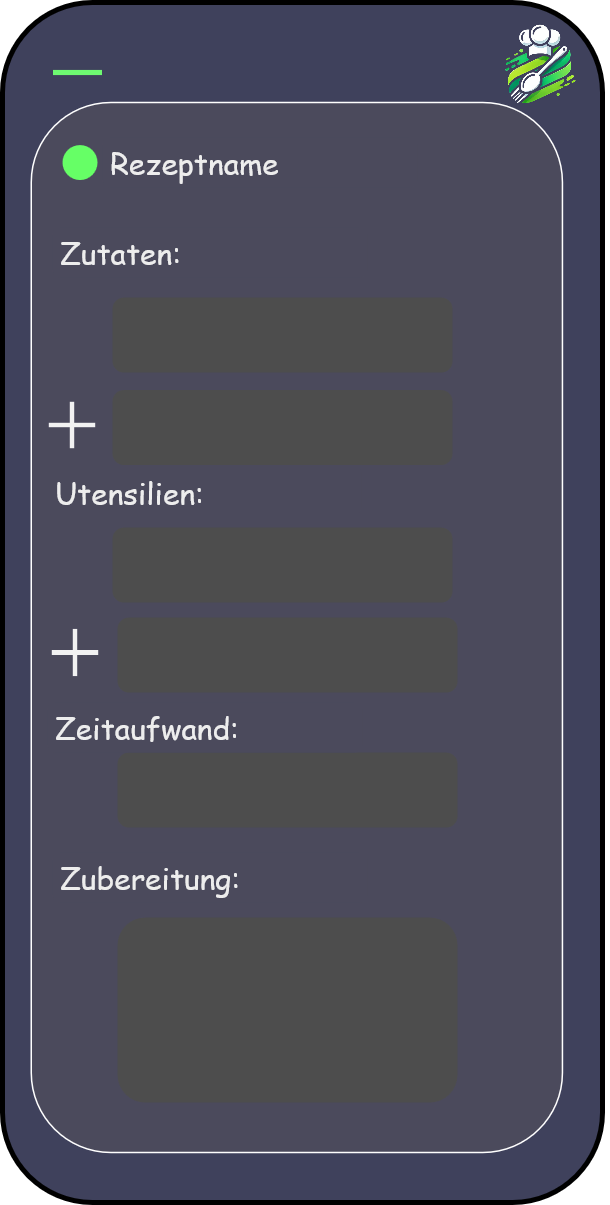 Rezeptname
Zutaten:
Utensilien:
Zeitaufwand:
Zubereitung: